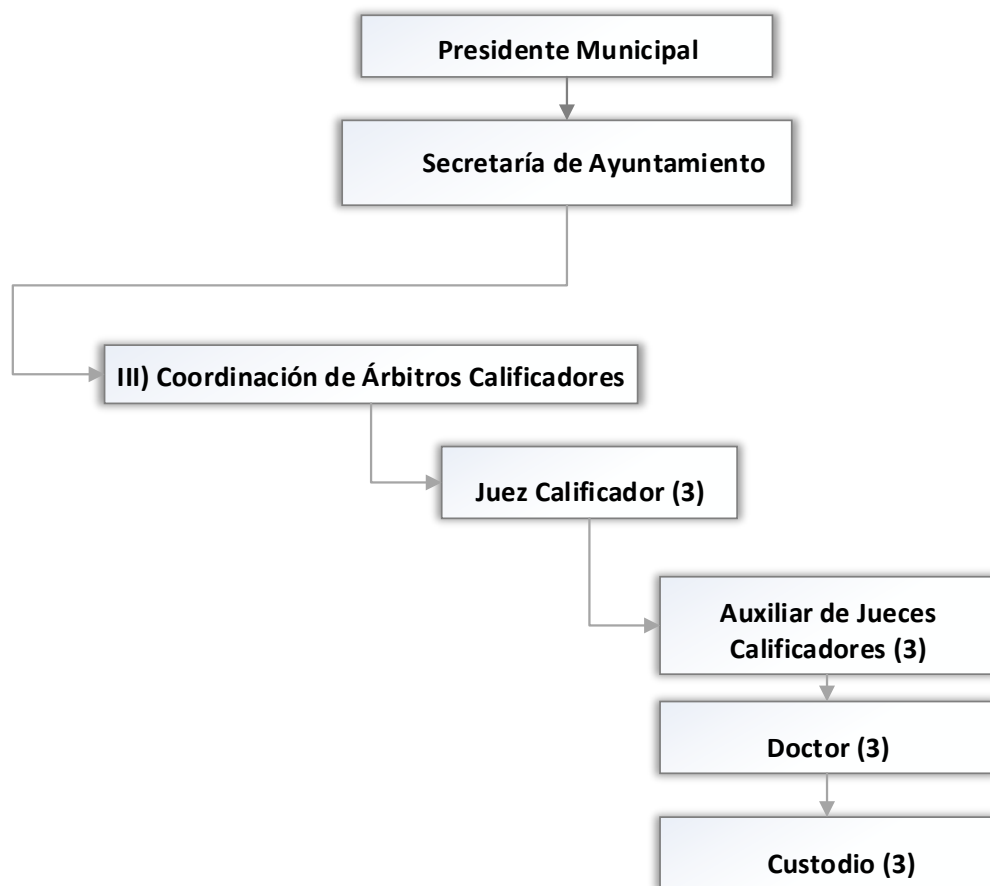 Presidente Municipal
Secretaría de Ayuntamiento
III) Coordinación de Árbitros Calificadores
Juez Calificador (3)
Auxiliar de Jueces
Calificadores (3)
Doctor (3)
Custodio (3)